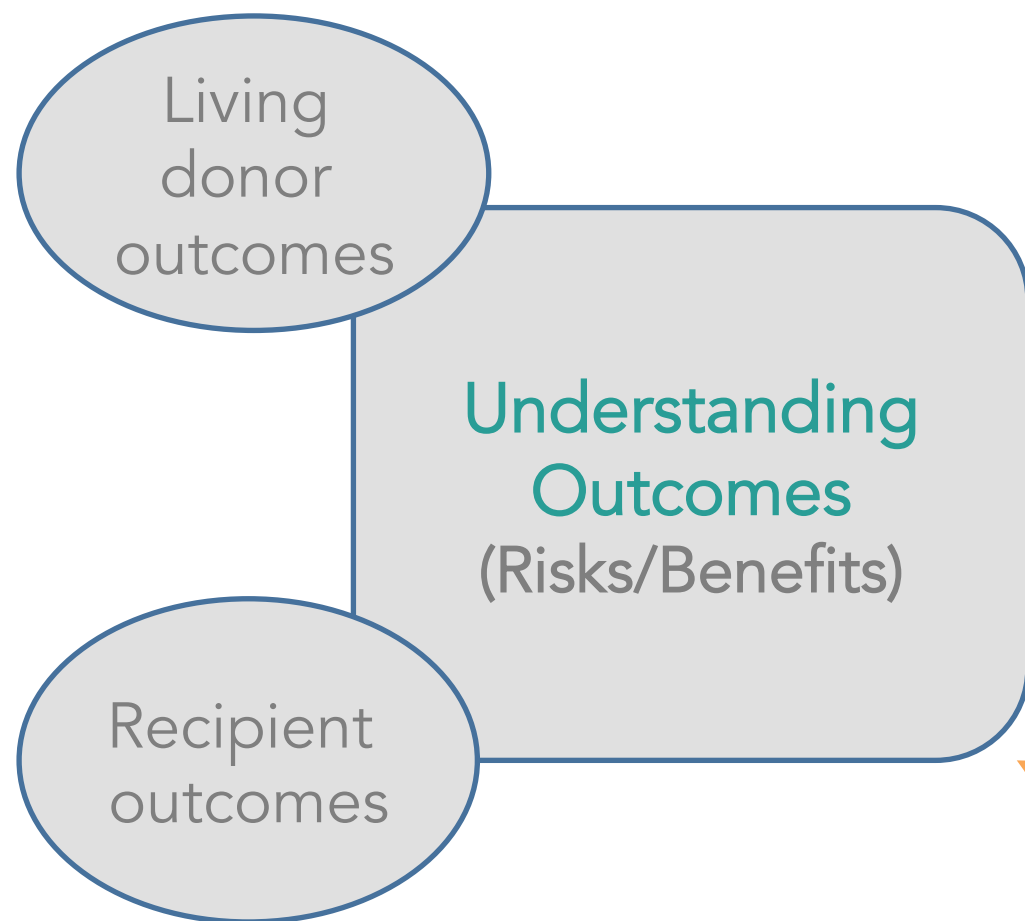 Living
donor
outcomes
Understanding
Outcomes
(Risks/Benefits)
Recipient
outcomes